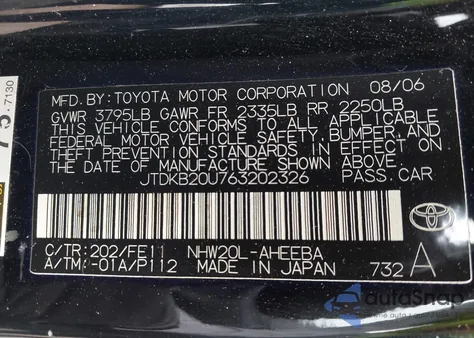 MFD.BY:TOYOTA MOTOR CORPORATION 08/06
GVWR 3795LB GAWR FR 2335LB RR 2250LB
THIS VEHICLE CONFORMS TO ALL APPLICABLE
FEDERAL MOTOR VEHICLE SAFETY, BUMPER, AND
THEFT PREVENTION STANDARDS IN EFFECT ON
THE DATE OF MANUFACTURE SHOWN ABOVE.
JTDKB20U763202326 PASS.CAR
C/TR:202/FE11 NHW20L-AHEEBA
A/TM:-01A/P112 MADE IN JAPAN 732 A
TOYOTA
7130
autoSnap